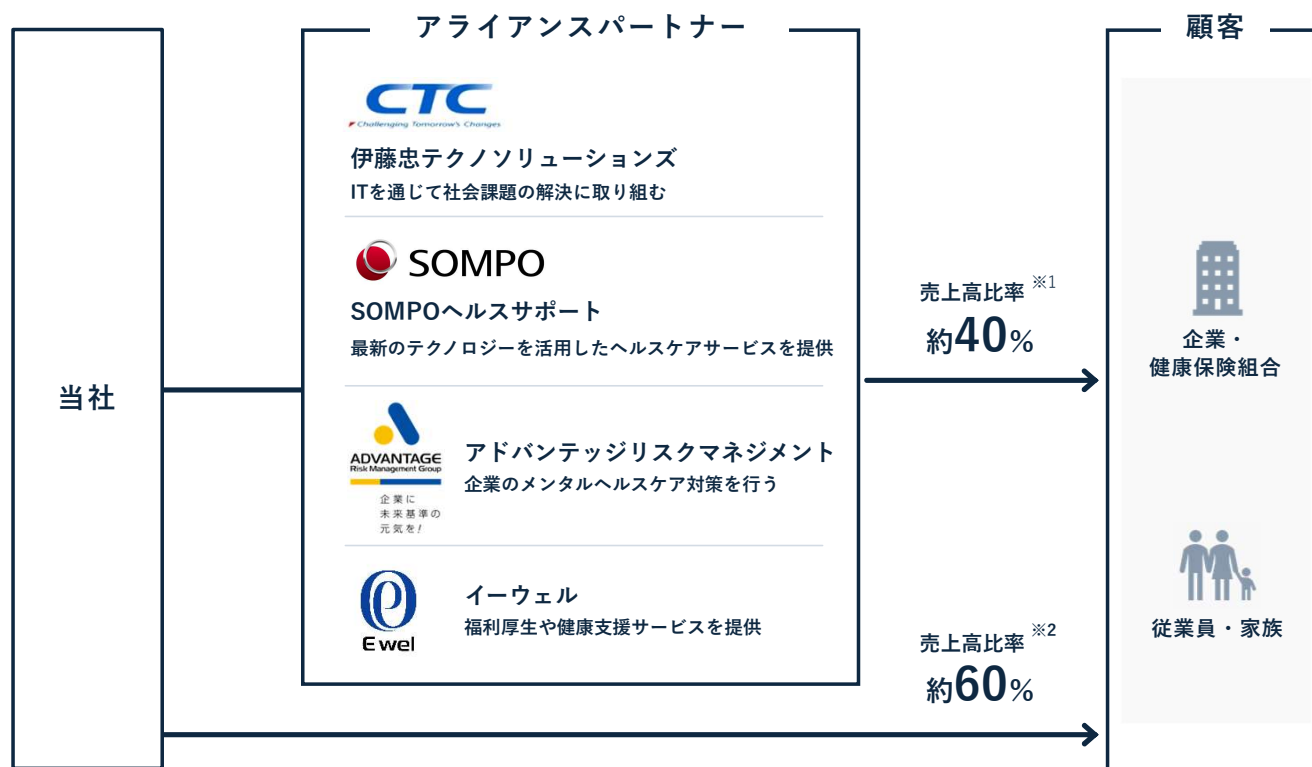 アライアンスパートナー
顧客
当社
CTC
Challenging Tomorrow's Changes
伊藤忠テクノソリューションズ
ITを通じて社会課題の解決に取り組む
SOMPO
SOMPOヘルスサポート
最新のテクノロジーを活用したヘルスケアサービスを提供
ADVANTAGE
Risk Management Group
企業に
未来基準の
元気を!
アドバンテッジリスクマネジメント
企業のメンタルヘルスケア対策を行う
Ewel
イーウェル
福利厚生や健康支援サービスを提供
売上高比率 ※1
約40%
売上高比率 ※2
約60%
企業・
健康保険組合
従業員・家族